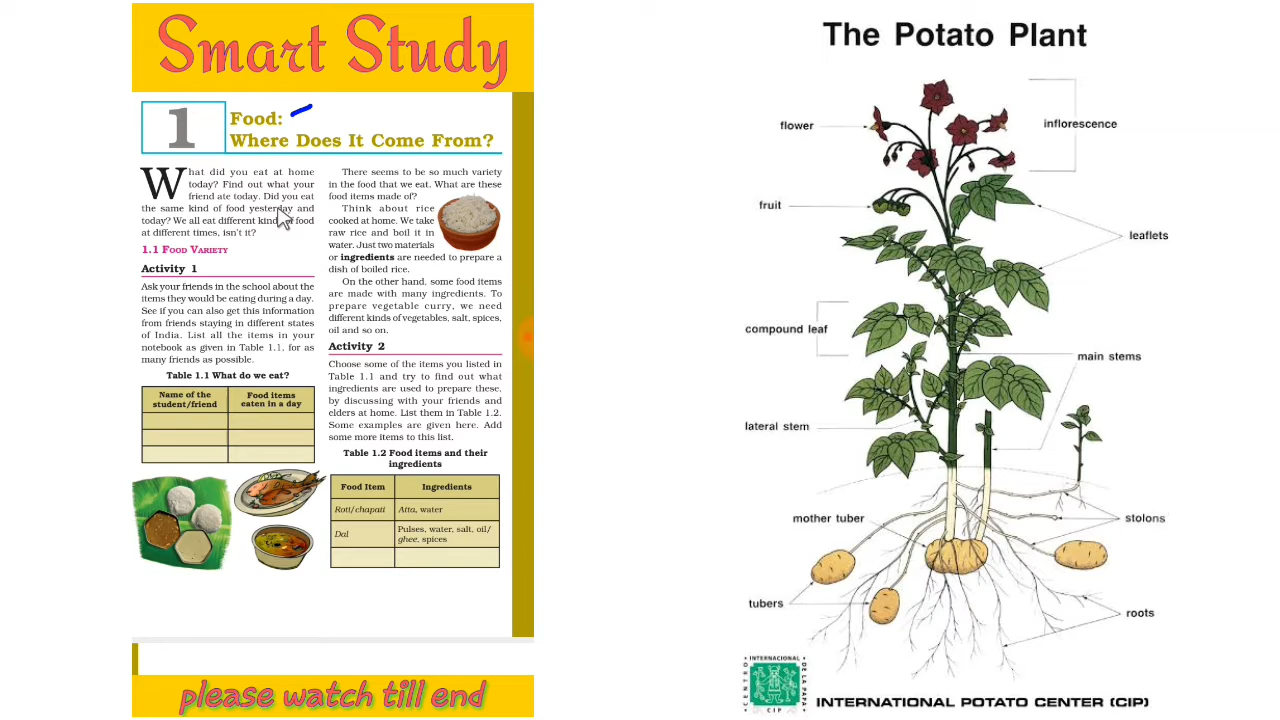 Smart Study
1
Food:
Where Does It Come From?
What did you eat at home
today? Find out what your
friend ate today. Did you eat
the same kind of food yesterday and
today? We all eat different kind of food
at different times, isn't it?
1.1 FOOD VARIETY
Activity 1
Ask your friends in the school about the
items they would be eating during a day.
See if you can also get this information
from friends staying in different states
of India. List all the items in your
notebook as given in Table 1.1, for as
many friends as possible.
Table 1.1 What do we eat?
Name of the
student/friend
Food items
eaten in a day
There seems to be so much variety
in the food that we eat. What are these
food items made of?
Think about rice
cooked at home. We take
raw rice and boil it in
water. Just two materials
or ingredients are needed to prepare a
dish of boiled rice.
On the other hand, some food items
are made with many ingredients. To
prepare vegetable curry, we need
different kinds of vegetables, salt, spices,
oil and so on.
Activity 2
Choose some of the items you listed in
Table 1.1 and try to find out what
ingredients are used to prepare these,
by discussing with your friends and
elders at home. List them in Table 1.2.
Some examples are given here. Add
some more items to this list.
Table 1.2 Food items and their
ingredients
Food Item Ingredients
Roti/chapati Atta, water
Dal Pulses, water, salt, oil/
ghee, spices
please watch till end
The Potato Plant
flower
inflorescence
fruit
leaflets
compound leaf
main stems
lateral stem
mother tuber
stolons
tubers
roots
CENTRO
INTERNACIONAL
DE LA PAPA
CIP
INTERNATIONAL POTATO CENTER (CIP)